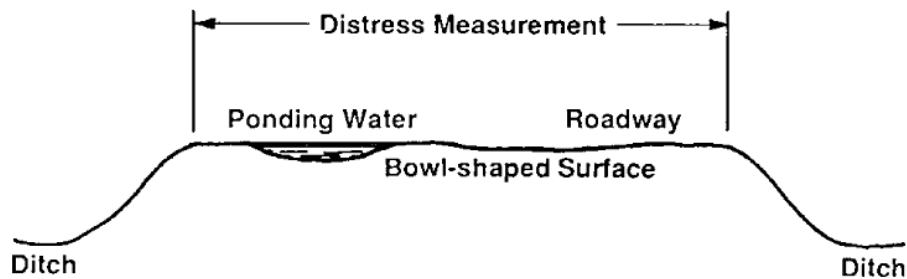 Distress Measurement
Ponding Water
Roadway
Bowl-shaped Surface
Ditch
Ditch